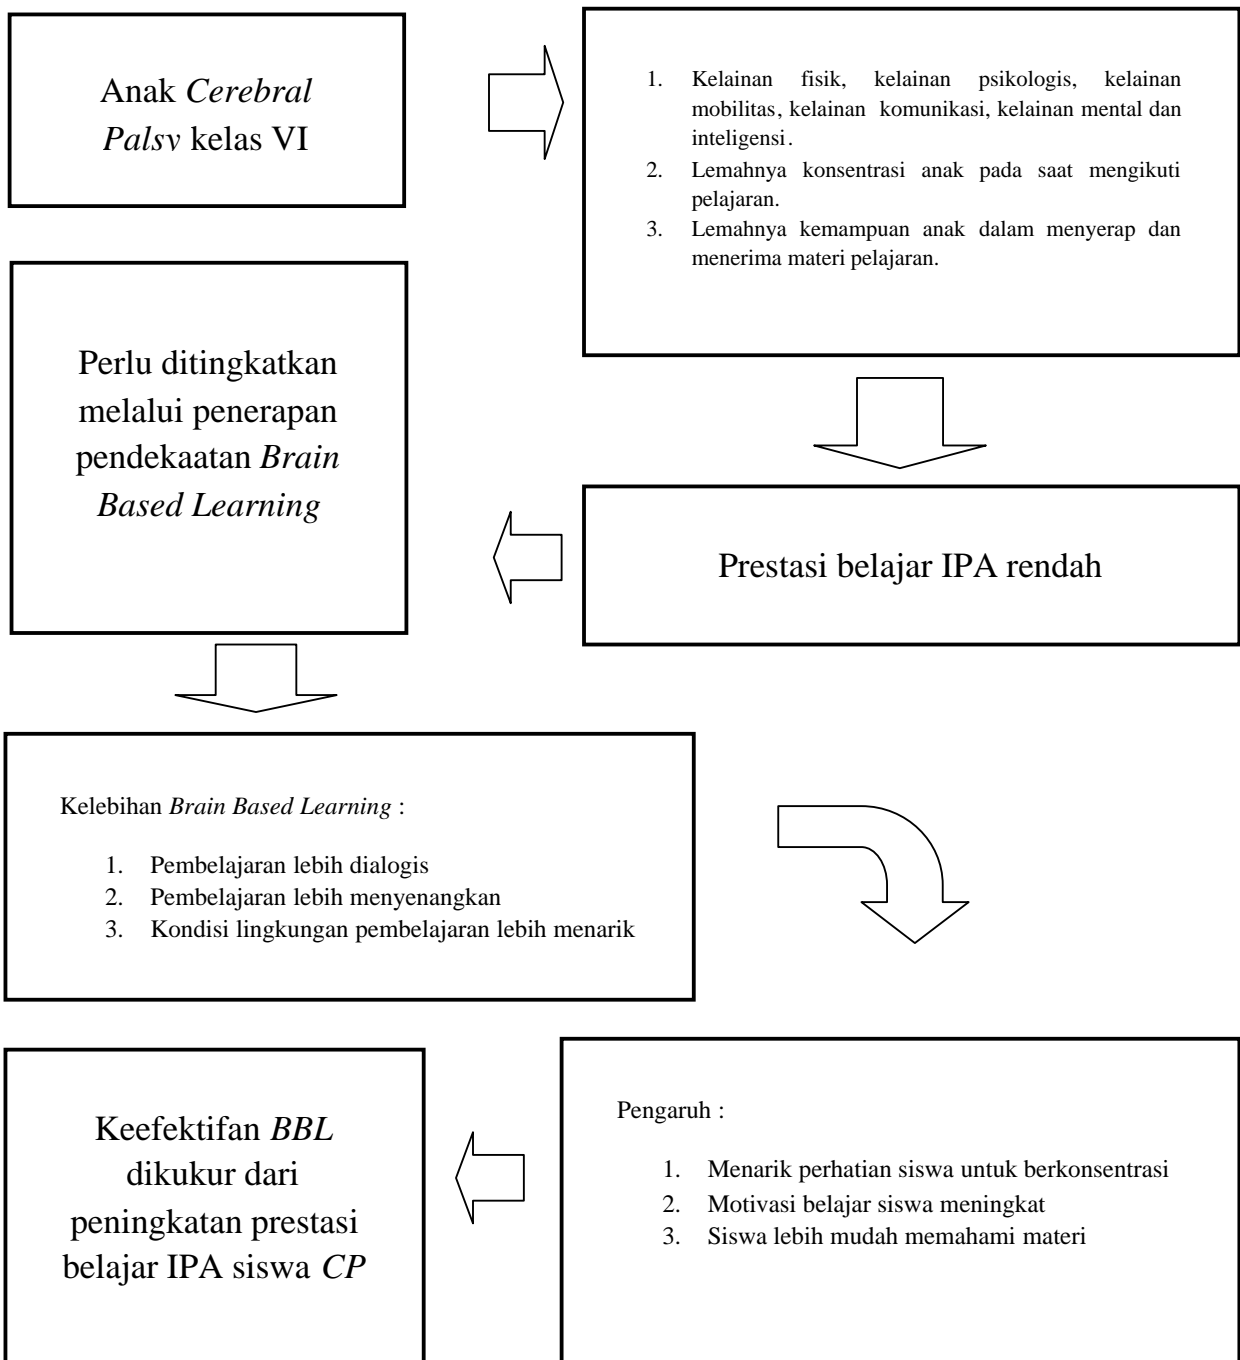 Anak Cerebral
Palsy kelas VI
1. Kelainan fisik, kelainan psikologis, kelainan
mobilitas, kelainan komunikasi, kelainan mental dan
inteligensi.
2. Lemahnya konsentrasi anak pada saat mengikuti
pelajaran.
3. Lemahnya kemampuan anak dalam menyerap dan
menerima materi pelajaran.
Prestasi belajar IPA rendah
Perlu ditingkatkan
melalui penerapan
pendekaatan Brain
Based Learning
Kelebihan Brain Based Learning :
1. Pembelajaran lebih dialogis
2. Pembelajaran lebih menyenangkan
3. Kondisi lingkungan pembelajaran lebih menarik
Pengaruh :
1. Menarik perhatian siswa untuk berkonsentrasi
2. Motivasi belajar siswa meningkat
3. Siswa lebih mudah memahami materi
Keefektifan BBL
dikukur dari
peningkatan prestasi
belajar IPA siswa CP